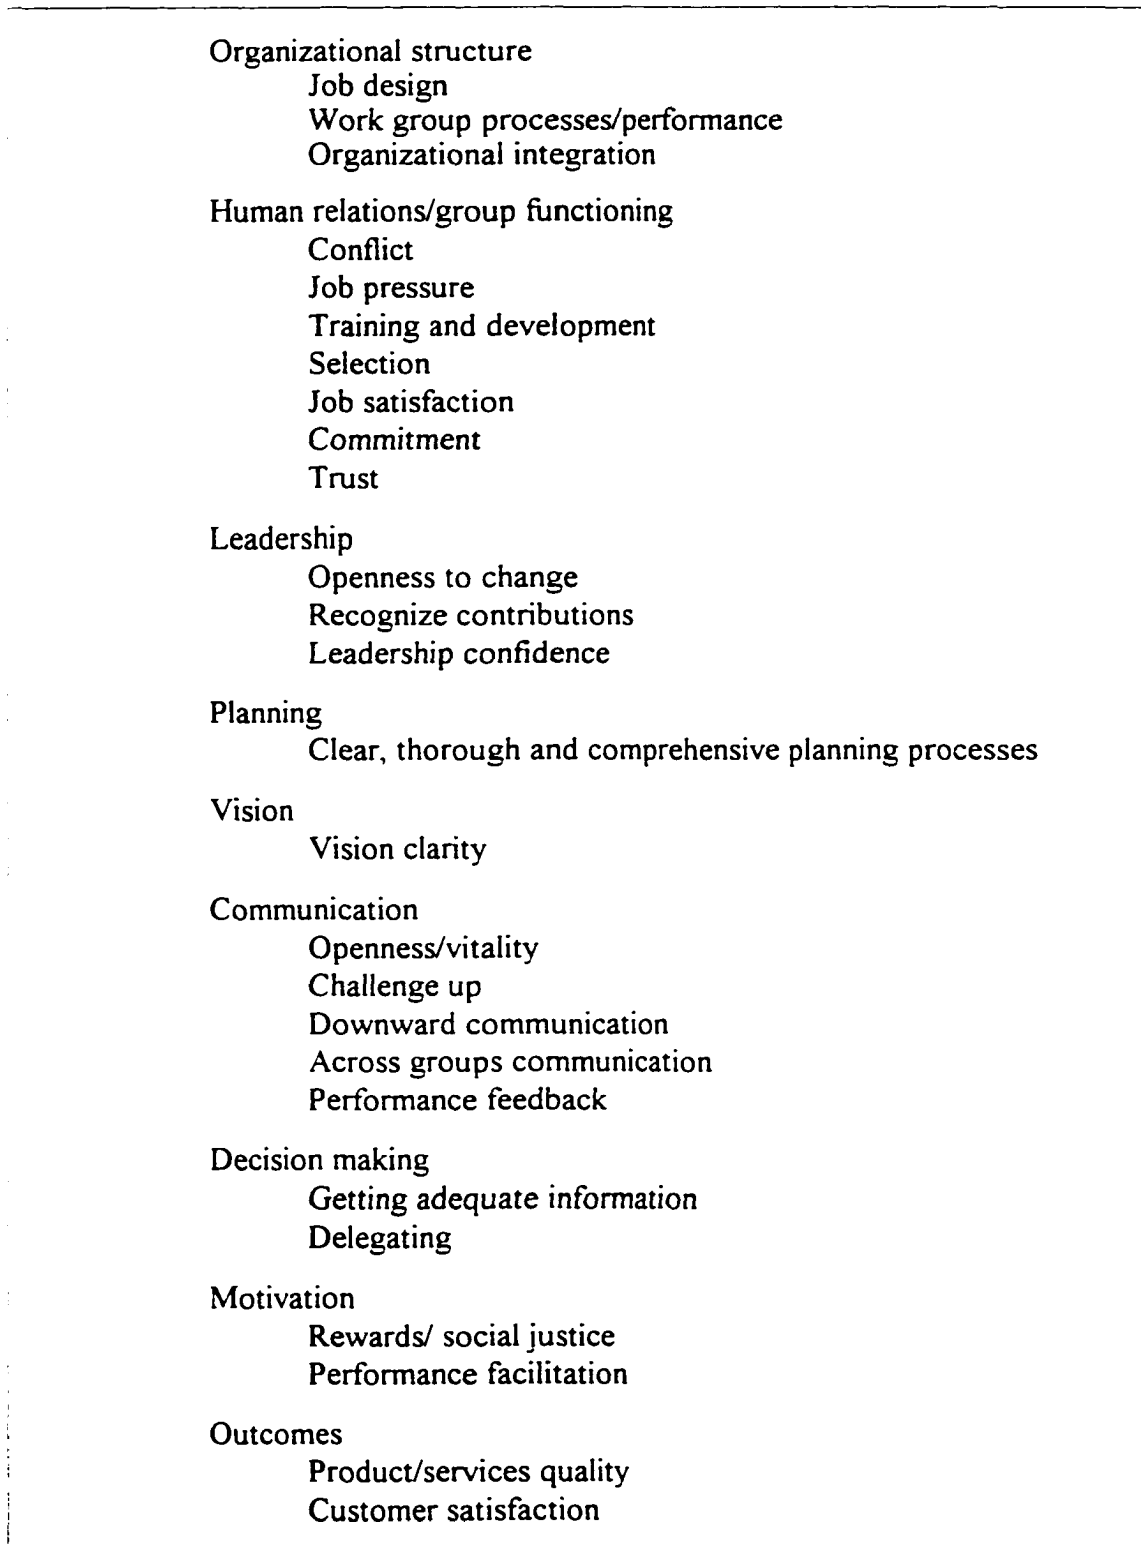 Organizational structure
Job design
Work group processes/performance
Organizational integration
Human relations/group functioning
Conflict
Job pressure
Training and development
Selection
Job satisfaction
Commitment
Trust
Leadership
Openness to change
Recognize contributions
Leadership confidence
Planning
Clear, thorough and comprehensive planning processes
Vision
Vision clarity
Communication
Openness/vitality
Challenge up
Downward communication
Across groups communication
Performance feedback
Decision making
Getting adequate information
Delegating
Motivation
Rewards/ social justice
Performance facilitation
Outcomes
Product/services quality
Customer satisfaction